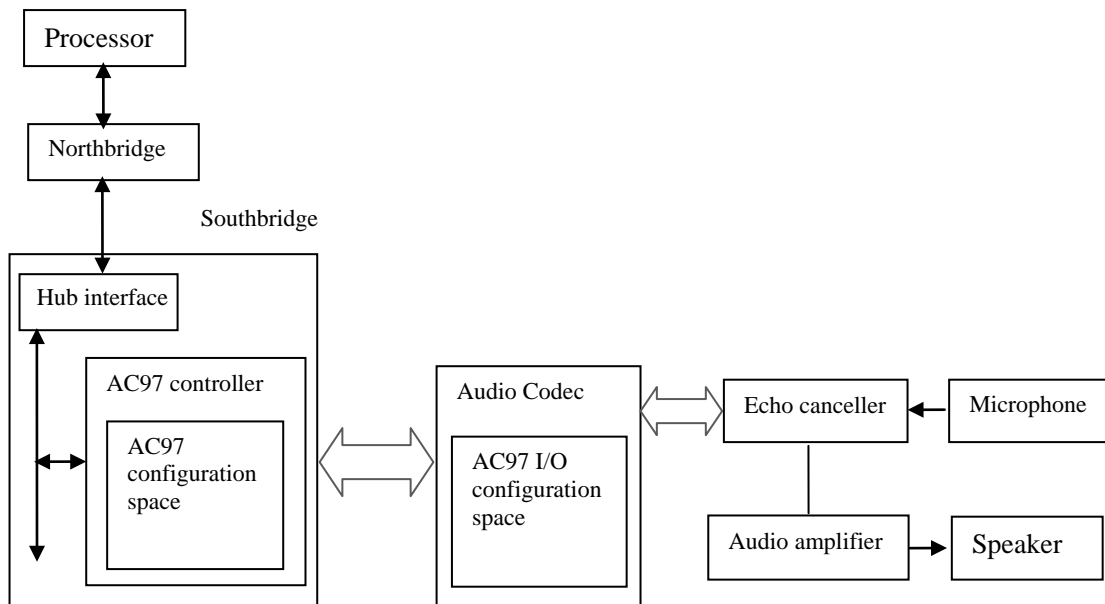 Processor
Northbridge
Southbridge
Hub interface
AC97 controller
AC97
configuration
space
Audio Codec
AC97 I/O
configuration
space
Echo canceller
Microphone
Audio amplifier
Speaker